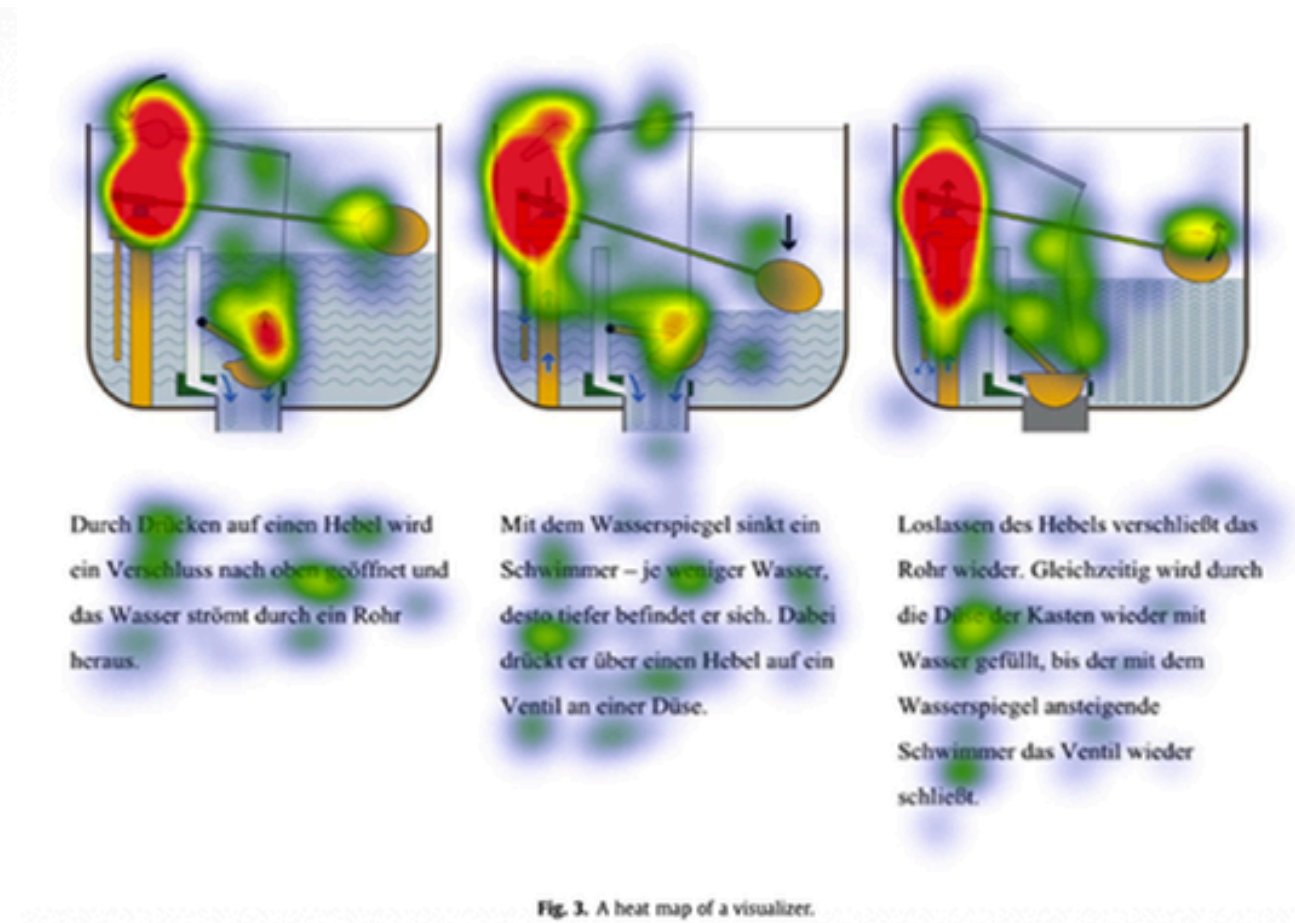 Durch Drücken auf einen Hebel wird
ein Verschluss nach oben geöffnet und
das Wasser strömt durch ein Rohr
heraus.
Mit dem Wasserspiegel sinkt ein
Schwimmer – je weniger Wasser,
desto tiefer befindet er sich. Dabei
drückt er über einen Hebel auf ein
Ventil an einer Düse.
Loslassen des Hebels verschließt das
Rohr wieder. Gleichzeitig wird durch
die Düse der Kasten wieder mit
Wasser gefüllt, bis der mit dem
Wasserspiegel ansteigende
Schwimmer das Ventil wieder
schließt.
Fig. 3. A heat map of a visualizer.